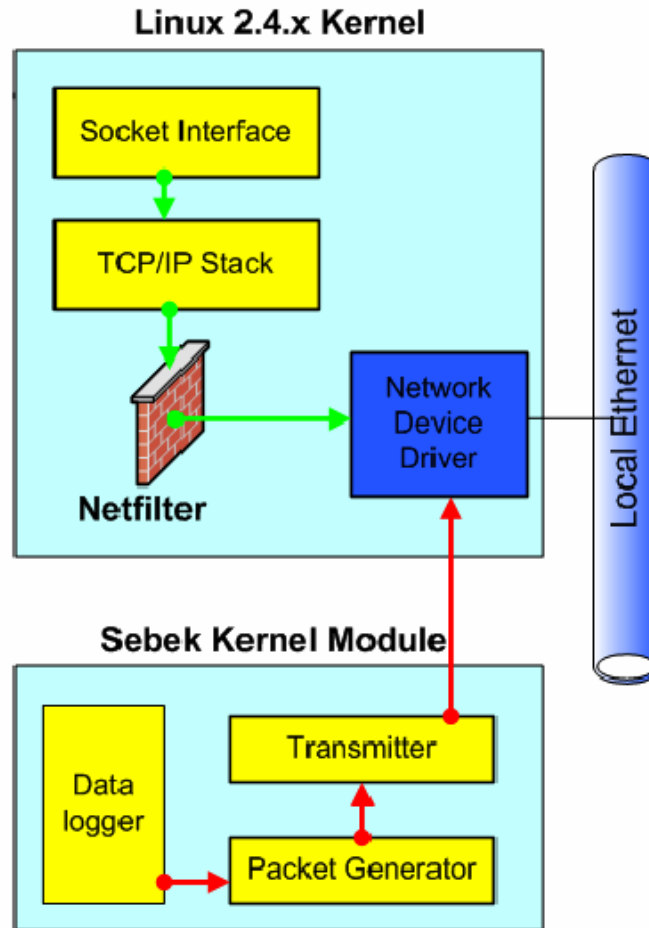 Linux 2.4.x Kernel
Socket Interface
TCP/IP Stack
Netfilter
Network
Device
Driver
Local Ethernet
Sebek Kernel Module
Data
logger
Transmitter
Packet Generator